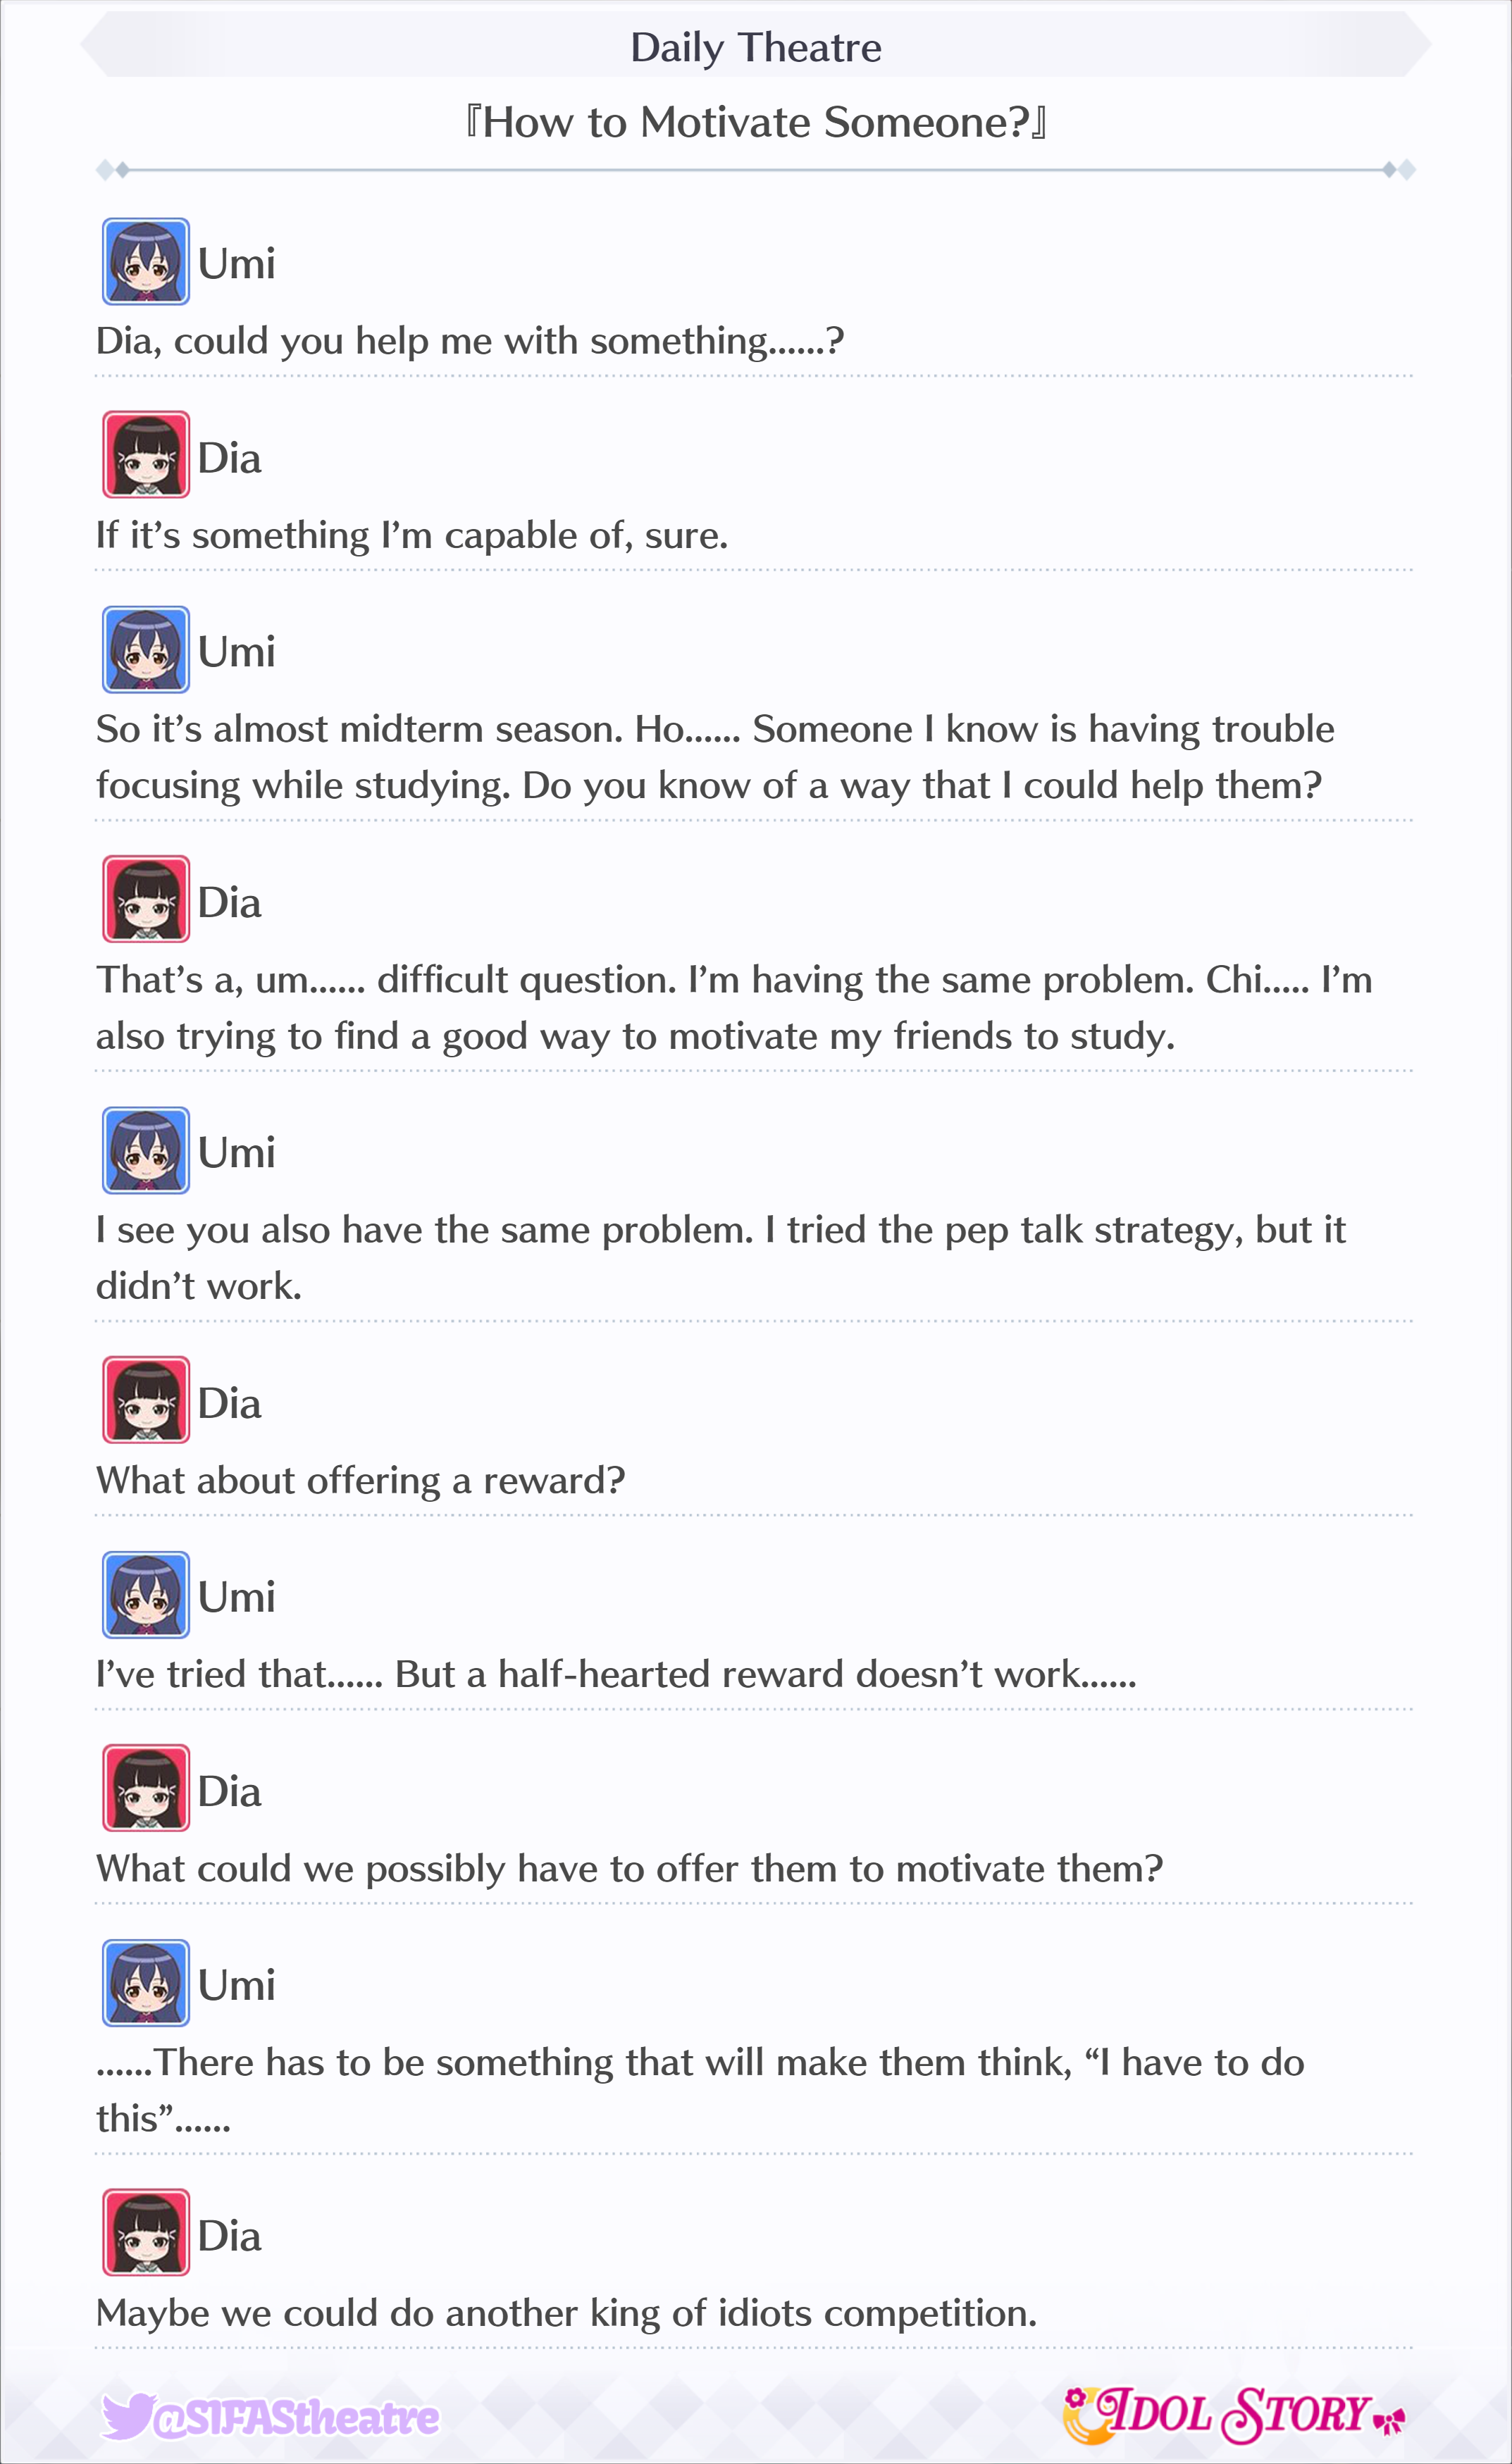 Daily Theatre
『How to Motivate Someone?』
Umi
Dia, could you help me with something......?
Dia
If it’s something I’m capable of, sure.
Umi
So it’s almost midterm season. Ho...... Someone I know is having trouble
focusing while studying. Do you know of a way that I could help them?
Dia
That’s a, um...... difficult question. I’m having the same problem. Chi..... I’m
also trying to find a good way to motivate my friends to study.
Umi
I see you also have the same problem. I tried the pep talk strategy, but it
didn’t work.
Dia
What about offering a reward?
Umi
I’ve tried that...... But a half-hearted reward doesn’t work......
Dia
What could we possibly have to offer them to motivate them?
Umi
......There has to be something that will make them think, “I have to do
this”......
Dia
Maybe we could do another king of idiots competition.
@SIFAStheatre
IDOL STORY